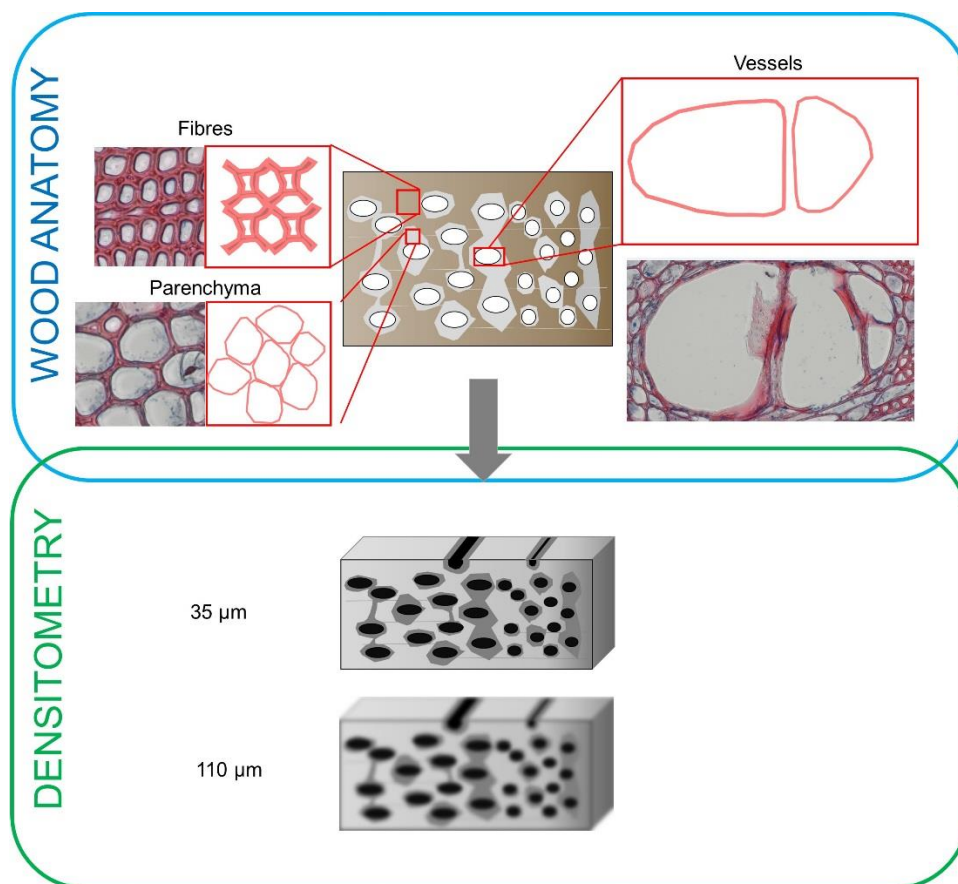 WOOD ANATOMY
Vessels
Fibres
Parenchyma
DENSITOMETRY
35 µm
110 µm